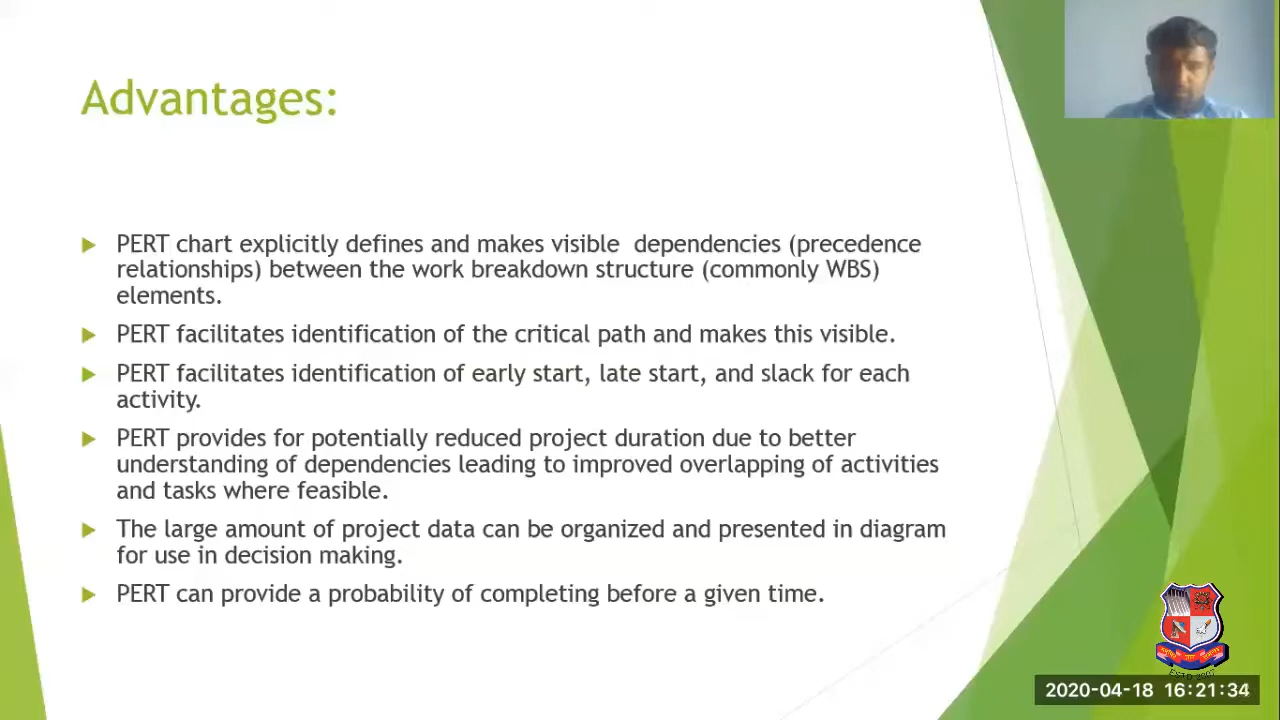 Advantages:
PERT chart explicitly defines and makes visible  dependencies (precedence
relationships) between the work breakdown structure (commonly WBS)
elements.
PERT facilitates identification of the critical path and makes this visible.
PERT facilitates identification of early start, late start, and slack for each
activity.
PERT provides for potentially reduced project duration due to better
understanding of dependencies leading to improved overlapping of activities
and tasks where feasible.
The large amount of project data can be organized and presented in diagram
for use in decision making.
PERT can provide a probability of completing before a given time.
ESTD 2007
2020-04-18 16:21:34